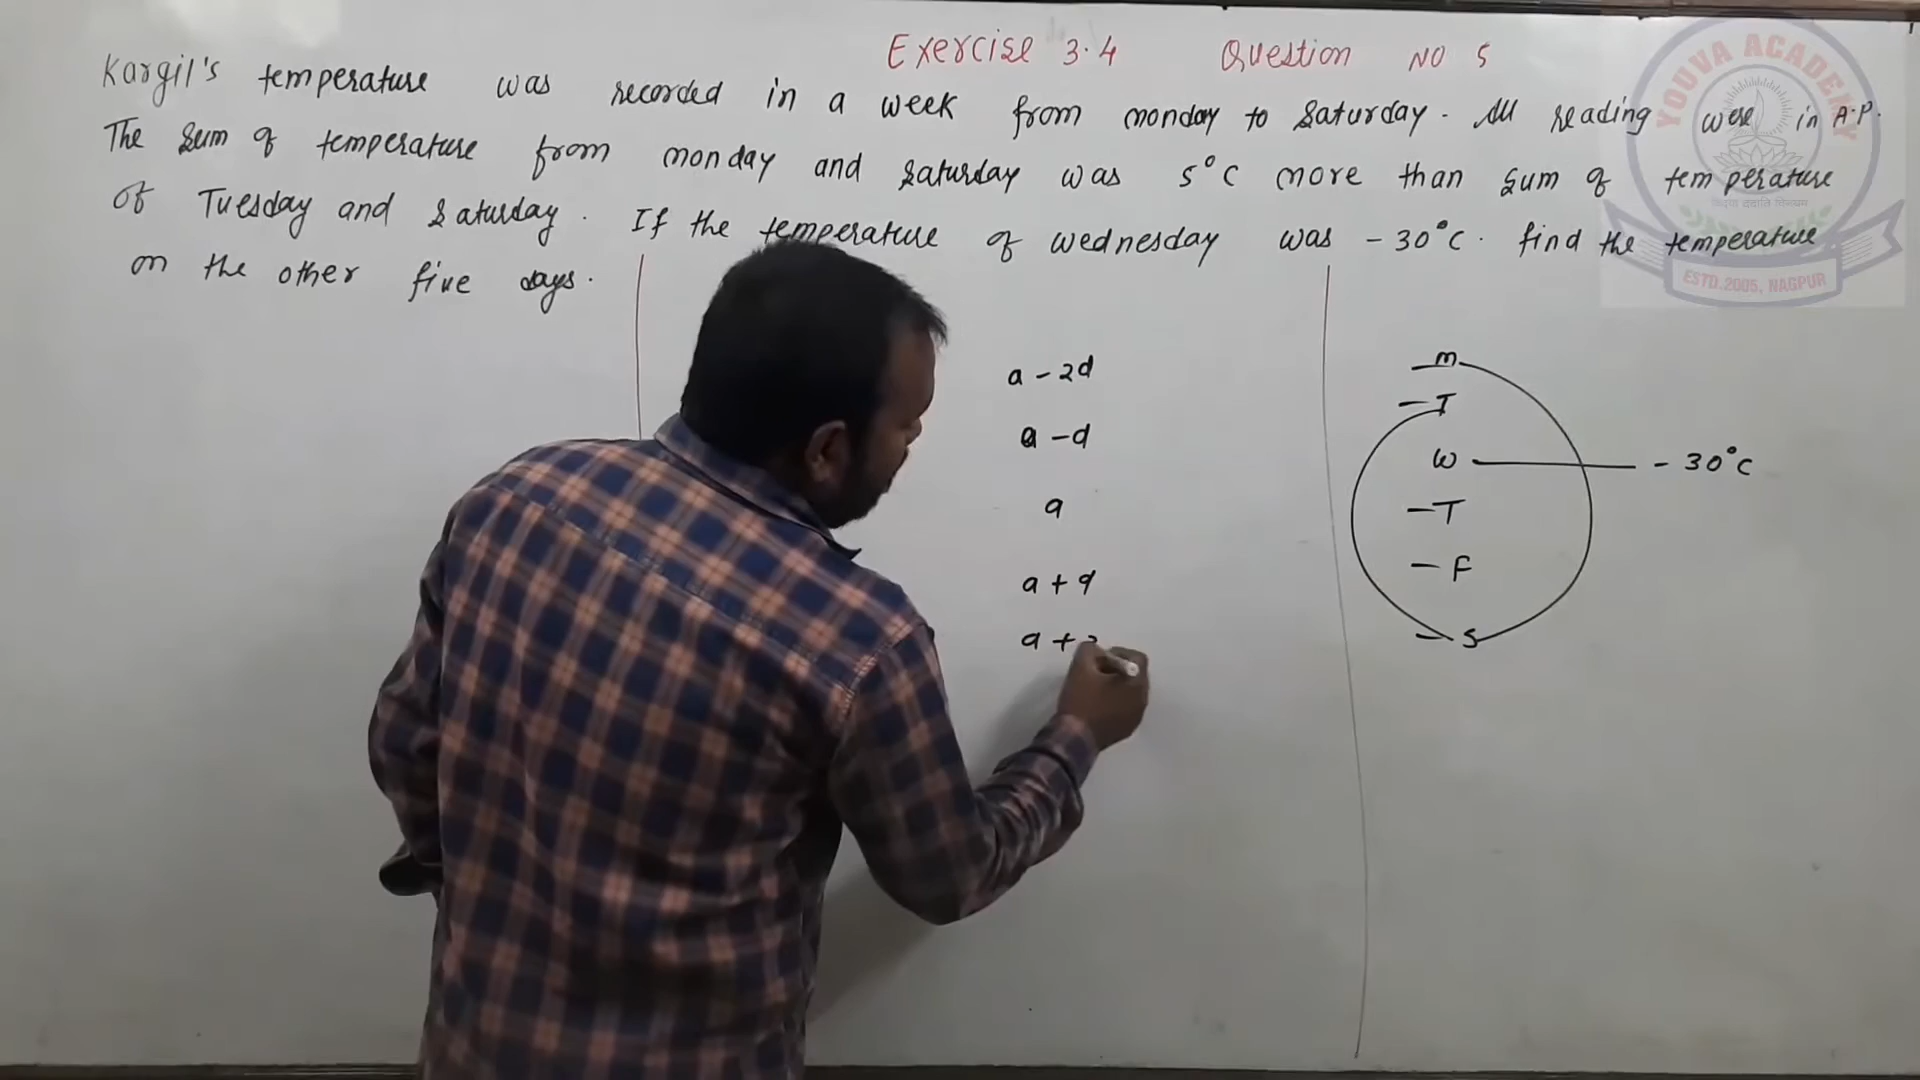 Exercise 3.4 Question NO 5
Kargil's temperature was recorded in a week from monday to Saturday. All reading were in A.P.
The Sum of temperature from monday and Saturday was 5°C more than Sum of temperature
of Tuesday and Saturday. If the temperature of Wednesday was -30°C. find the temperature
on the other five days.
a - 2d
a - d
a
a + d
a +
m
- T
W - 30°C
- T
- F
- S
YOUVA ACADEMY
ESTD.2005, NAGPUR